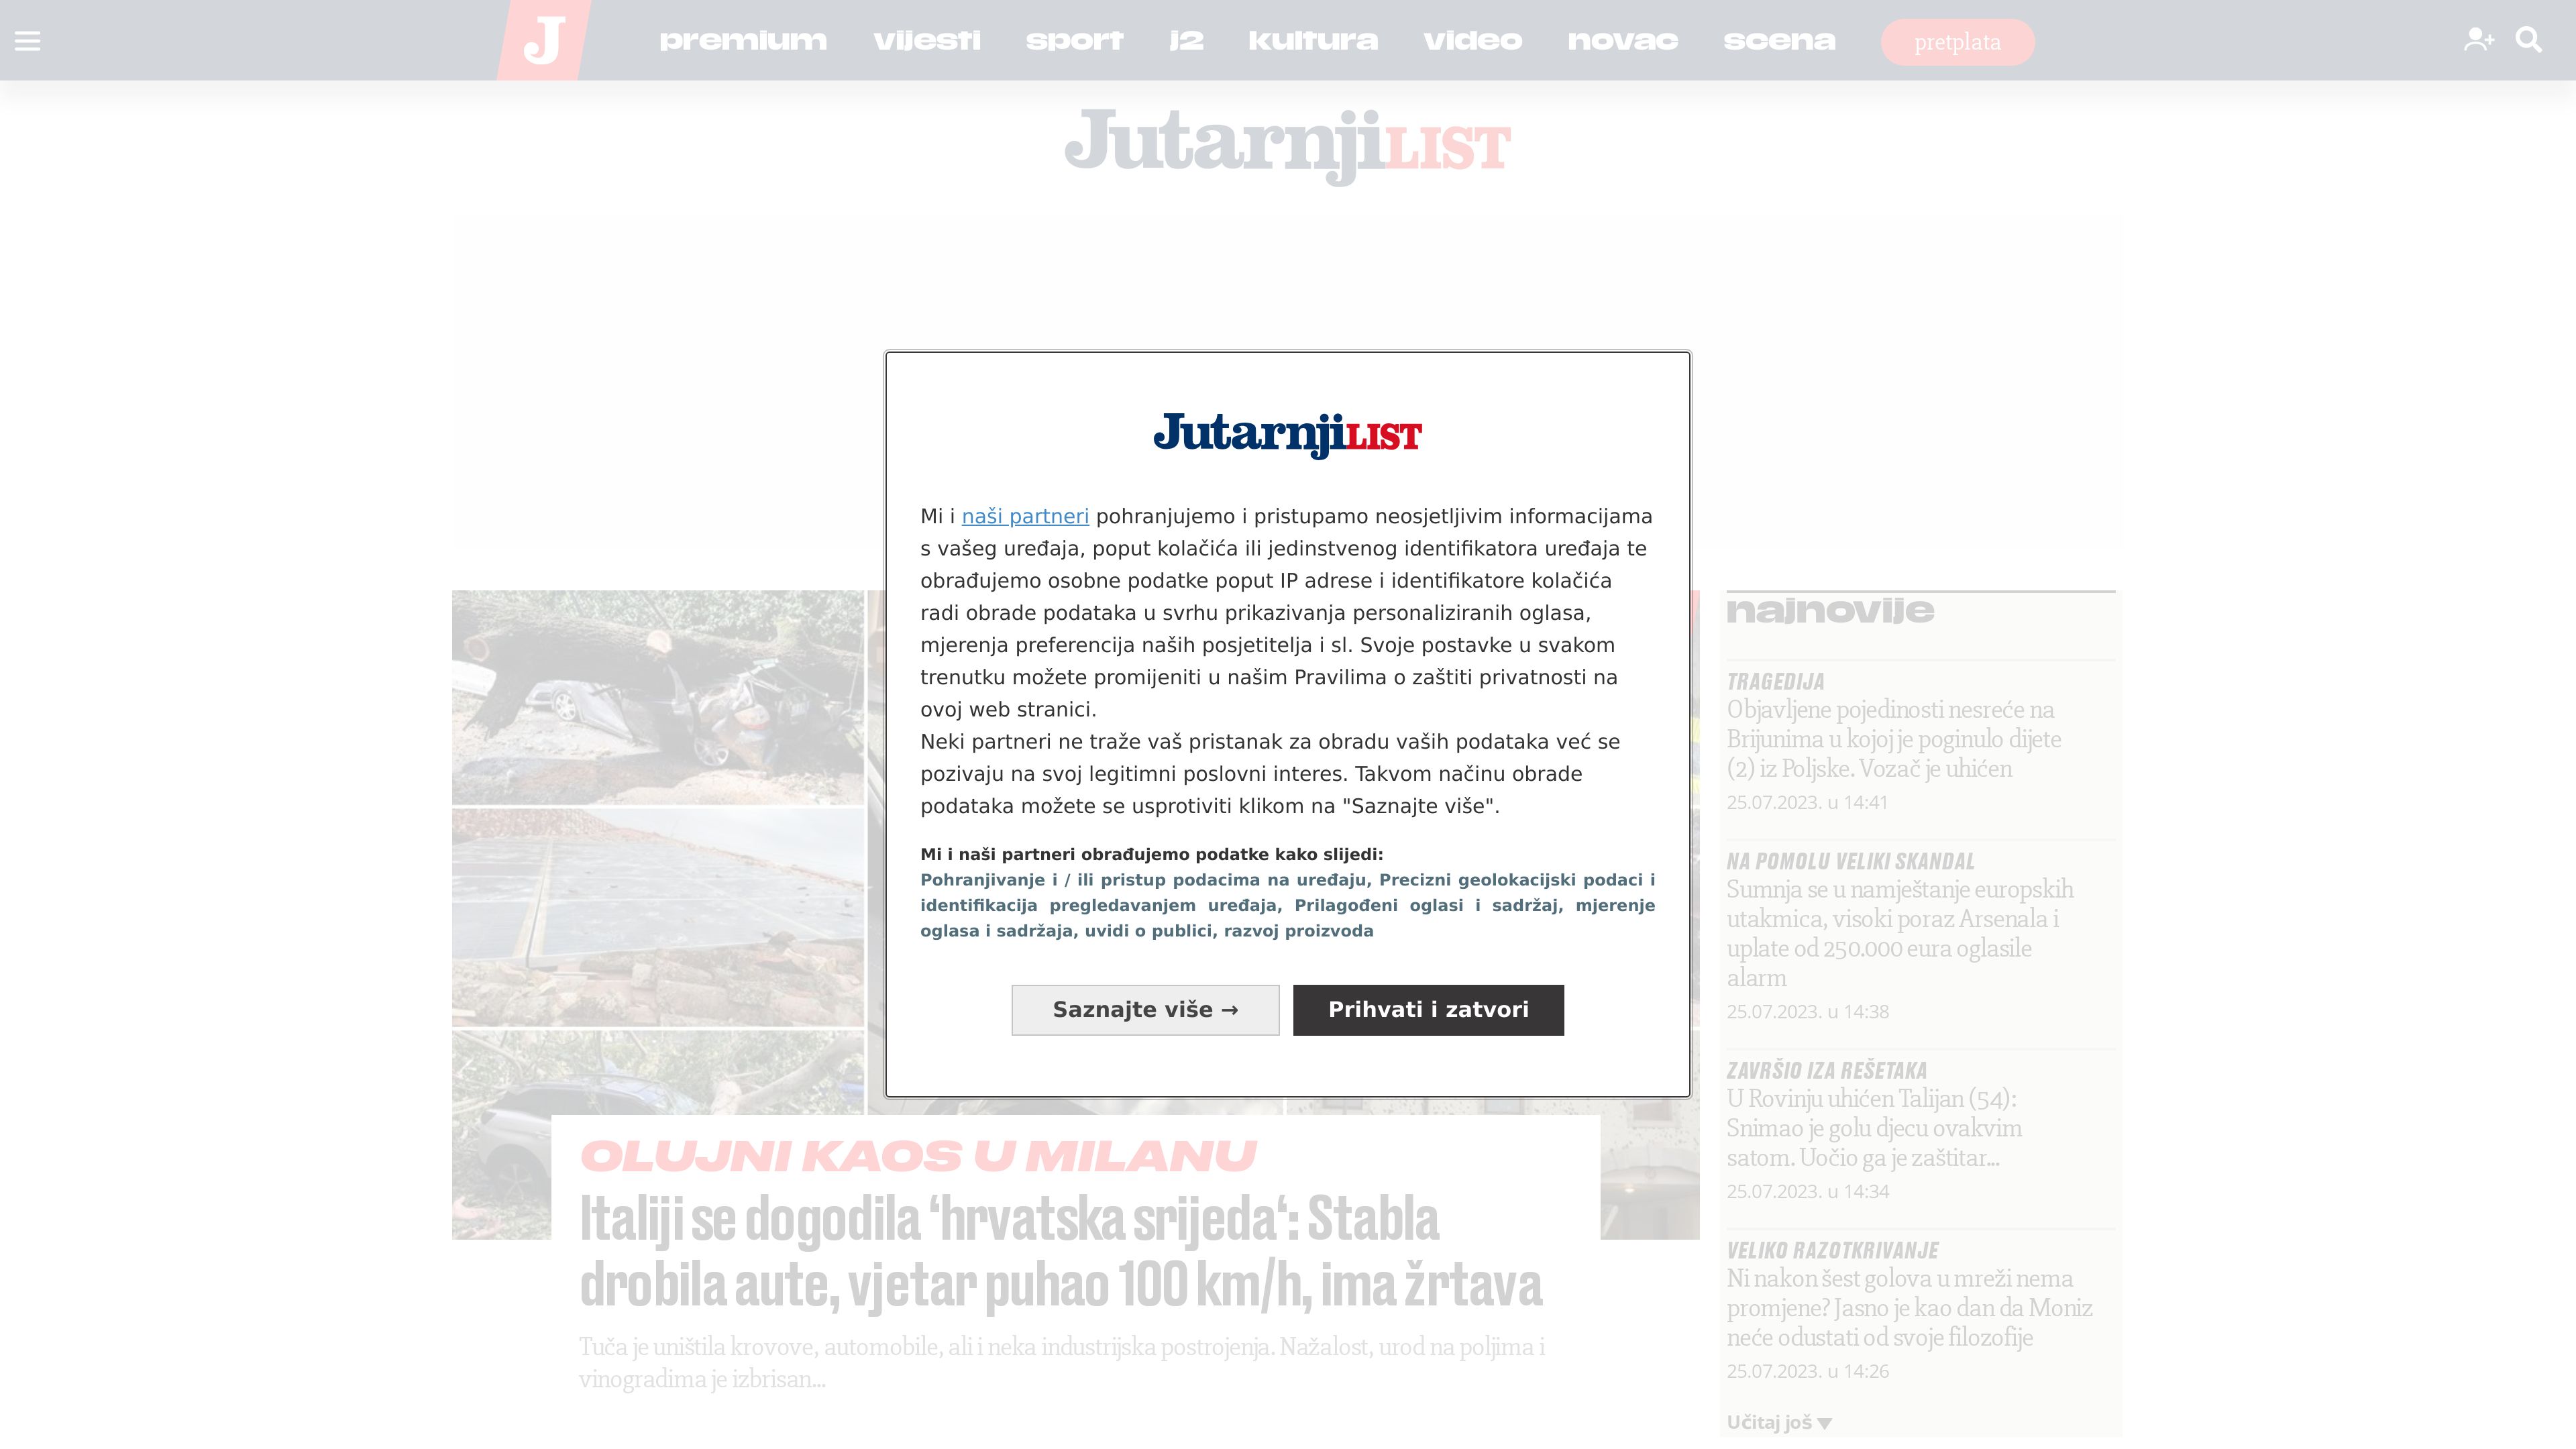 J
premium
vijesti
sport
j2
kultura
video
novac
scena
pretplata
JutarnjiLIST
JutarnjiLIST
Mi i naši partneri pohranjujemo i pristupamo neosjetljivim informacijama
s vašeg uređaja, poput kolačića ili jedinstvenog identifikatora uređaja te
obrađujemo osobne podatke poput IP adrese i identifikatore kolačića
radi obrade podataka u svrhu prikazivanja personaliziranih oglasa,
mjerenja preferencija naših posjetitelja i sl. Svoje postavke u svakom
trenutku možete promijeniti u našim Pravilima o zaštiti privatnosti na
ovoj web stranici.
Neki partneri ne traže vaš pristanak za obradu vaših podataka već se
pozivaju na svoj legitimni poslovni interes. Takvom načinu obrade
podataka možete se usprotiviti klikom na "Saznajte više".
Mi i naši partneri obrađujemo podatke kako slijedi:
Pohranjivanje i / ili pristup podacima na uređaju, Precizni geolokacijski podaci i
identifikacija pregledavanjem uređaja, Prilagođeni oglasi i sadržaj, mjerenje
oglasa i sadržaja, uvidi o publici, razvoj proizvoda
Saznajte više →
Prihvati i zatvori
OLUJNI KAOS U MILANU
Italiji se dogodila ‘hrvatska srijeda‘: Stabla
drobila aute, vjetar puhao 100 km/h, ima žrtava
Tuča je uništila krovove, automobile, ali i neka industrijska postrojenja. Nažalost, urod na poljima i
vinogradima je izbrisan...
najnovije
TRAGEDIJA
Objavljene pojedinosti nesreće na
Brijunima u kojoj je poginulo dijete
(2) iz Poljske. Vozač je uhićen
25.07.2023. u 14:41
NA POMOLU VELIKI SKANDAL
Sumnja se u namještanje europskih
utakmica, visoki poraz Arsenala i
uplate od 250.000 eura oglasile
alarm
25.07.2023. u 14:38
ZAVRŠIO IZA REŠETAKA
U Rovinju uhićen Talijan (54):
Snimao je golu djecu ovakvim
satom. Uočio ga je zaštitar...
25.07.2023. u 14:34
VELIKO RAZOTKRIVANJE
Ni nakon šest golova u mreži nema
promjene? Jasno je kao dan da Moniz
neće odustati od svoje filozofije
25.07.2023. u 14:26
Učitaj još